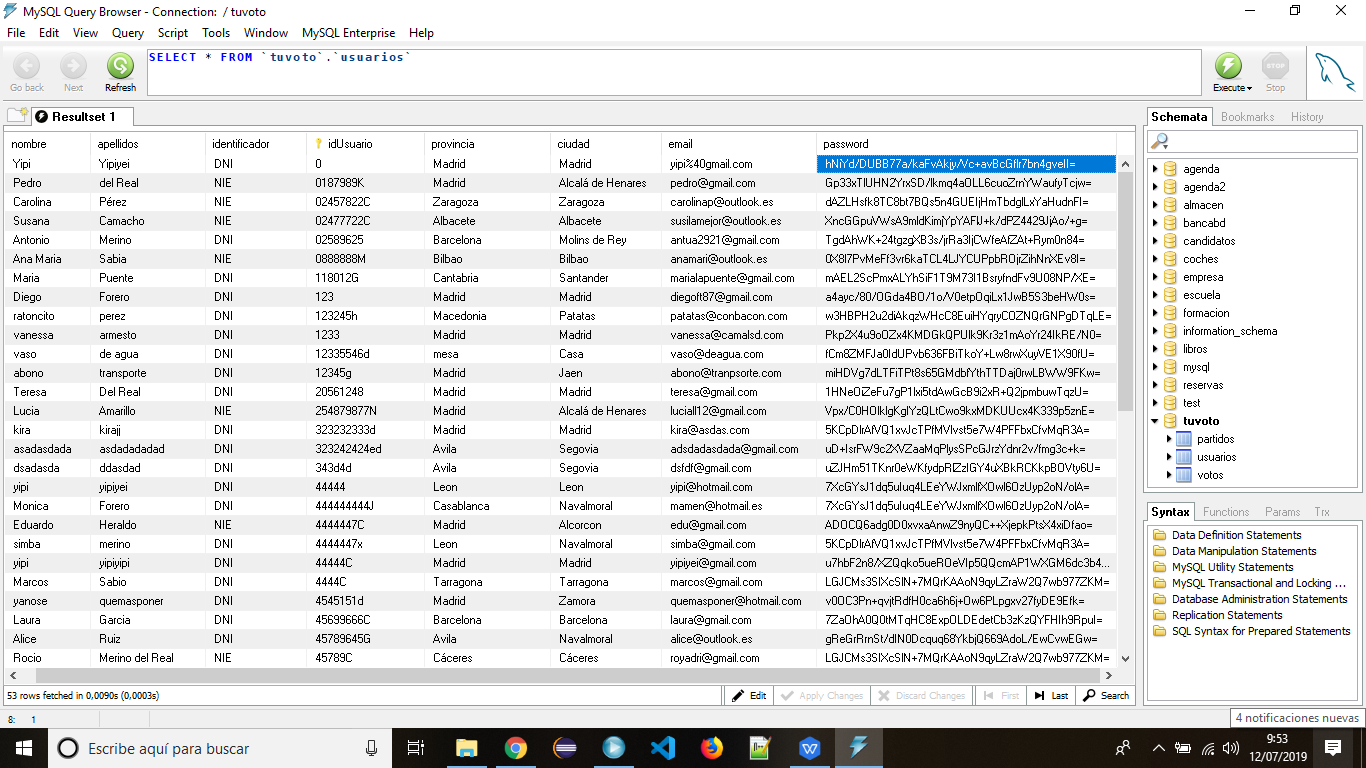 MySQL Query Browser - Connection: / tuvoto
File Edit View Query Script Tools Window MySQL Enterprise Help
Go back Next Refresh
SELECT * FROM `tuvoto`.`usuarios`
Execute Stop
Resultset 1
nombre apellidos identificador idUsuario provincia ciudad email password
Yipi Yipiyei DNI 0 Madrid Madrid yipi%40gmail.com
Pedro del Real NIE 0187989K Madrid Alcalá de Henares pedro@gmail.com
Carolina Pérez NIE 02457822C Zaragoza Zaragoza carolinap@outlook.es
Susana Camacho NIE 02477722C Albacete Albacete susilamejor@outlook.es
Antonio Merino DNI 02589625 Barcelona Molins de Rey antua2921@gmail.com
Ana Maria Sabia NIE 0888888M Bilbao Bilbao anamari@outlook.es
Maria Puente DNI 118012G Cantabria Santander marialapuente@gmail.com
Diego Forero DNI 123 Madrid Madrid diegoft87@gmail.com
ratoncito perez DNI 123245h Macedonia Patatas patatas@conbacon.com
vanessa armesto DNI 1233 Madrid Madrid vanessa@camalsd.com
vaso de agua DNI 12335546d mesa Casa vaso@deagua.com
abono transporte DNI 12345g Madrid Jaen abono@tranpsorte.com
Teresa Del Real DNI 20561248 Madrid Madrid teresa@gmail.com
Lucia Amarillo NIE 254879877N Madrid Alcalá de Henares luciall12@gmail.com
kira kirajj DNI 323232333d Madrid Madrid kira@asdas.com
asadasdada asdadadadad DNI 323242424ed Avila Segovia adsdadasdada@gmail.com
dsadasda ddasdad DNI 343d4d Avila Segovia dsfdf@gmail.com
yipi yipiyei DNI 44444 Leon Leon yipi@hotmail.com
Monica Forero DNI 444444444J Casablanca Navalmoral mamen@hotmail.es
Eduardo Heraldo NIE 4444447C Madrid Alcorcon edu@gmail.com
simba merino DNI 4444447x Leon Navalmoral simba@gmail.com
yipi yipiyipi DNI 44444C Madrid Madrid yipiyei@gmail.com
Marcos Sabio DNI 4444C Tarragona Tarragona marcos@gmail.com
yanose quemasponer DNI 4545151d Madrid Zamora quemasponer@hotmail.com
Laura Garcia DNI 45699666C Barcelona Barcelona laura@gmail.com
Alice Ruiz DNI 45789645G Avila Navalmoral alice@outlook.es
Rocio Merino del Real NIE 45789C Cáceres Cáceres royadri@gmail.com
53 rows fetched in 0,0090s (0,0003s)
Edit Apply Changes Discard Changes First Last Search
8: 1
Schemata Bookmarks History
agenda
agenda2
almacen
bancabd
candidatos
coches
empresa
escuela
formacion
information_schema
libros
mysql
reservas
test
tuvoto
partidos
usuarios
votos
Syntax Functions Params Trx
Data Definition Statements
Data Manipulation Statements
MySQL Utility Statements
MySQL Transactional and Locking ...
Database Administration Statements
Replication Statements
SQL Syntax for Prepared Statements
4 notificaciones nuevas
Escribe aquí para buscar
9:53
12/07/2019